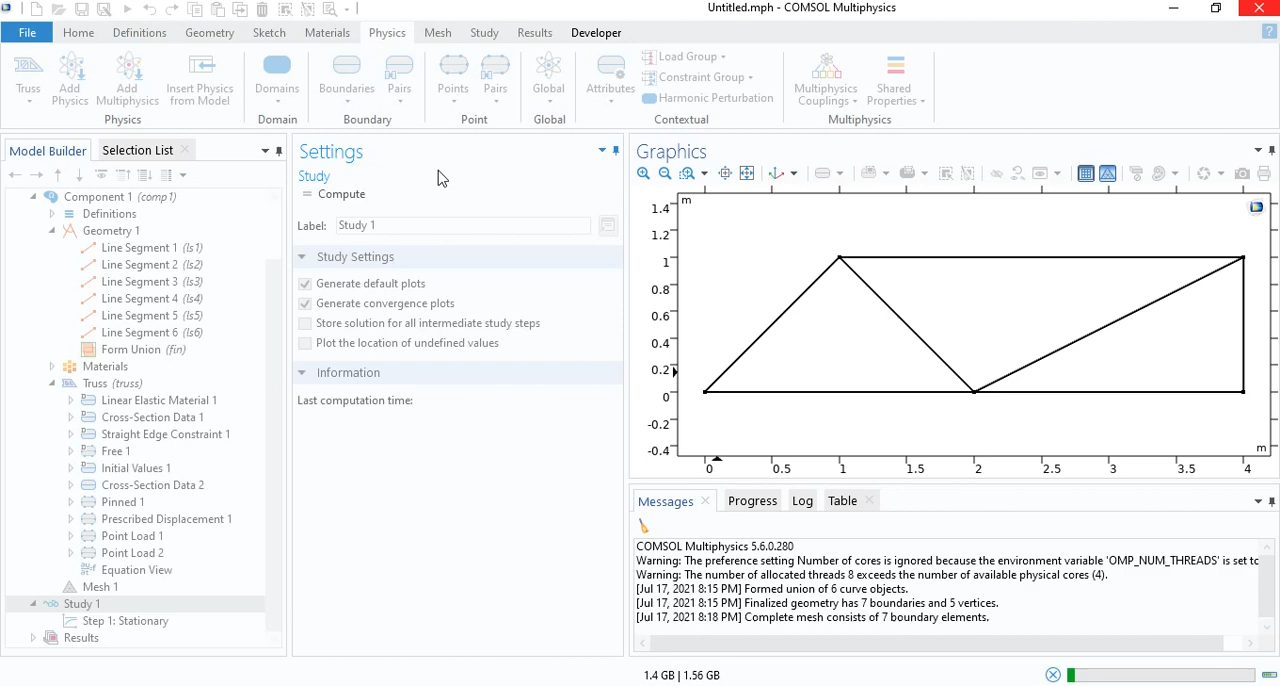 Untitled.mph - COMSOL Multiphysics
File Home Definitions Geometry Sketch Materials Physics Mesh Study Results Developer
Truss
Add Physics
Add Multiphysics
Insert Physics from Model
Physics
Domains
Domain
Boundaries
Pairs
Boundary
Points
Pairs
Point
Global
Global
Attributes
Load Group
Constraint Group
Harmonic Perturbation
Contextual
Multiphysics Couplings
Shared Properties
Multiphysics
Model Builder Selection List
Component 1 (comp1)
Definitions
Geometry 1
Line Segment 1 (ls1)
Line Segment 2 (ls2)
Line Segment 3 (ls3)
Line Segment 4 (ls4)
Line Segment 5 (ls5)
Line Segment 6 (ls6)
Form Union (fin)
Materials
Truss (truss)
Linear Elastic Material 1
Cross-Section Data 1
Straight Edge Constraint 1
Free 1
Initial Values 1
Cross-Section Data 2
Pinned 1
Prescribed Displacement 1
Point Load 1
Point Load 2
Equation View
Mesh 1
Study 1
Step 1: Stationary
Results
Settings
Study
= Compute
Label: Study 1
Study Settings
Generate default plots
Generate convergence plots
Store solution for all intermediate study steps
Plot the location of undefined values
Information
Last computation time:
Graphics
m
1.4
1.2
1
0.8
0.6
0.4
0.2
0
-0.2
-0.4
m
0 0.5 1 1.5 2 2.5 3 3.5 4
Messages Progress Log Table
COMSOL Multiphysics 5.6.0.280
Warning: The preference setting Number of cores is ignored because the environment variable 'OMP_NUM_THREADS' is set to
Warning: The number of allocated threads 8 exceeds the number of available physical cores (4).
[Jul 17, 2021 8:15 PM] Formed union of 6 curve objects.
[Jul 17, 2021 8:15 PM] Finalized geometry has 7 boundaries and 5 vertices.
[Jul 17, 2021 8:18 PM] Complete mesh consists of 7 boundary elements.
1.4 GB | 1.56 GB